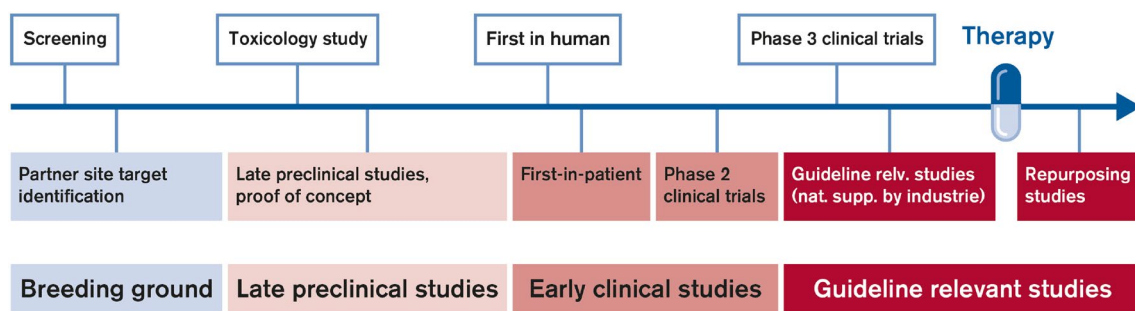 Screening
Toxicology study
First in human
Phase 3 clinical trials
Therapy
Partner site target
identification
Late preclinical studies,
proof of concept
First-in-patient
Phase 2
clinical trials
Guideline relv. studies
(nat. supp. by industrie)
Repurposing
studies
Breeding ground
Late preclinical studies
Early clinical studies
Guideline relevant studies